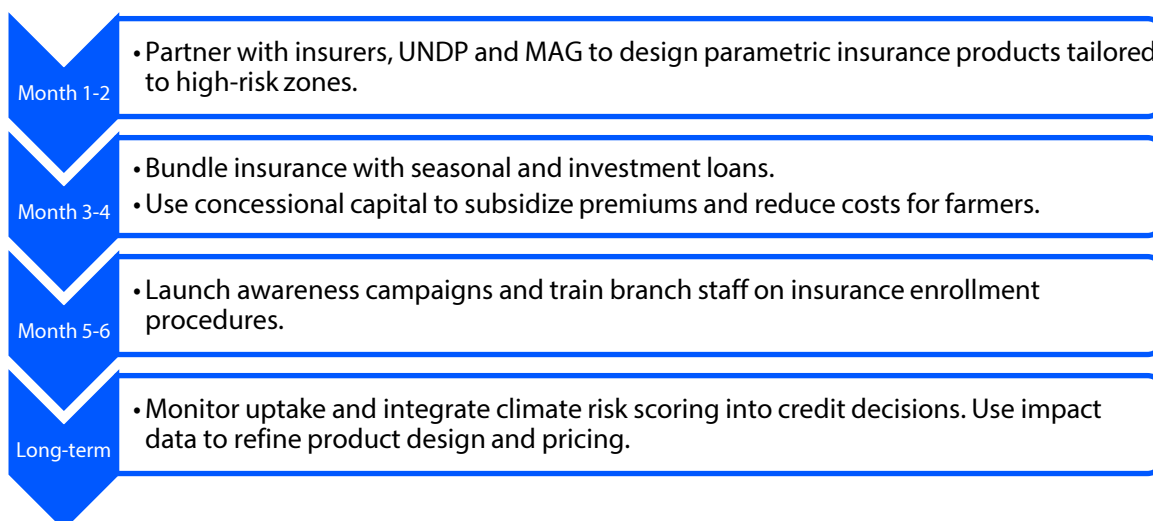 Month 1-2
• Partner with insurers, UNDP and MAG to design parametric insurance products tailored
to high-risk zones.
Month 3-4
• Bundle insurance with seasonal and investment loans.
• Use concessional capital to subsidize premiums and reduce costs for farmers.
Month 5-6
• Launch awareness campaigns and train branch staff on insurance enrollment
procedures.
Long-term
• Monitor uptake and integrate climate risk scoring into credit decisions. Use impact
data to refine product design and pricing.